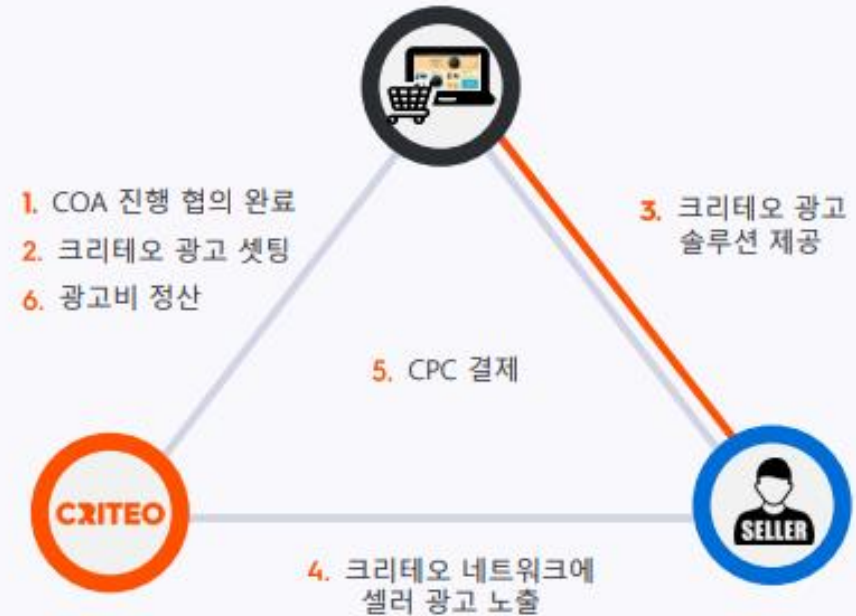 1. COA 진행 협의 완료
2. 크리테오 광고 셋팅
6. 광고비 정산
3. 크리테오 광고
솔루션 제공
5. CPC 결제
CRITEO
SELLER
4. 크리테오 네트워크에
셀러 광고 노출